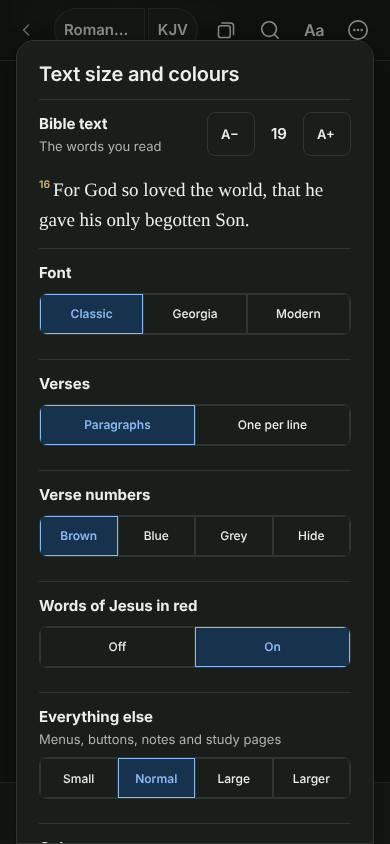 Roman... KJV Aa
Text size and colours
Bible text
The words you read
A− 19 A+
16 For God so loved the world, that he
gave his only begotten Son.
Font
Classic Georgia Modern
Verses
Paragraphs One per line
Verse numbers
Brown Blue Grey Hide
Words of Jesus in red
Off On
Everything else
Menus, buttons, notes and study pages
Small Normal Large Larger